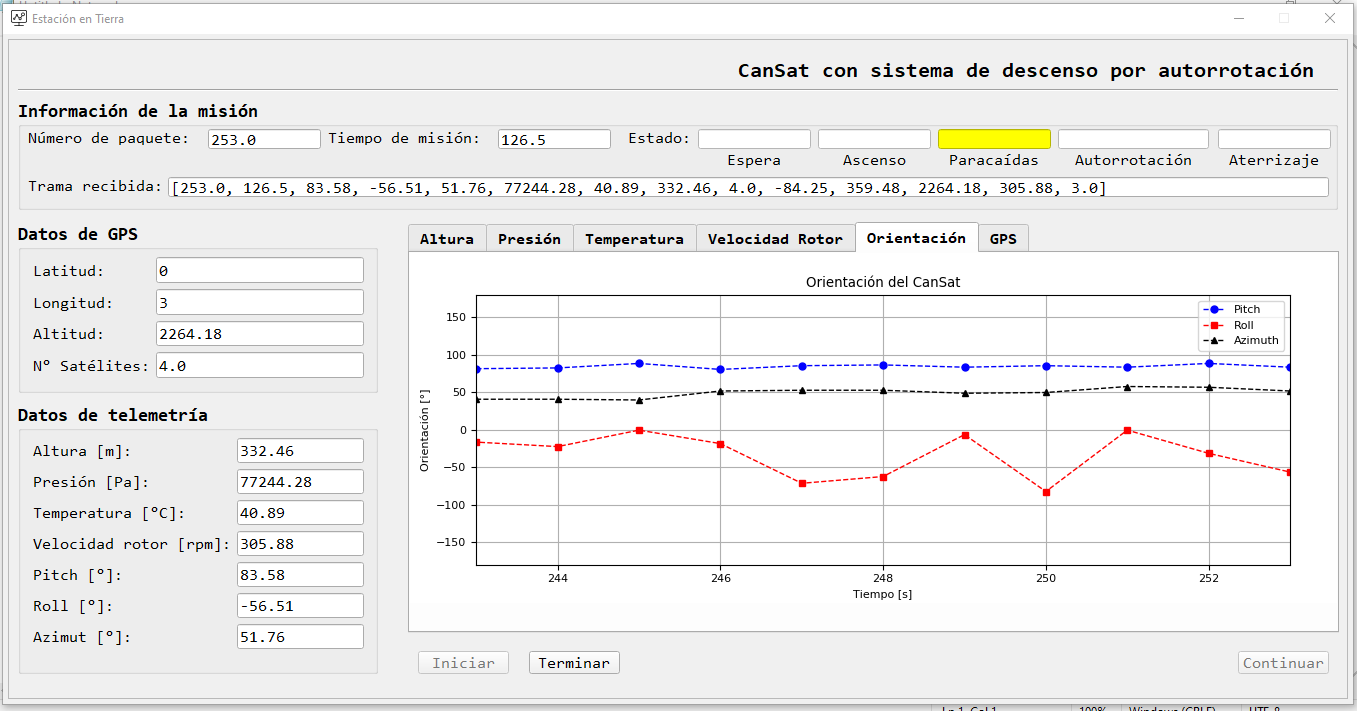 Estación en Tierra
CanSat con sistema de descenso por autorrotación
Información de la misión
Número de paquete: 253.0 Tiempo de misión: 126.5 Estado:
Espera Ascenso Paracaídas Autorrotación Aterrizaje
Trama recibida: [253.0, 126.5, 83.58, -56.51, 51.76, 77244.28, 40.89, 332.46, 4.0, -84.25, 359.48, 2264.18, 305.88, 3.0]
Datos de GPS
Latitud: 0
Longitud: 3
Altitud: 2264.18
Nº Satélites: 4.0
Datos de telemetría
Altura [m]: 332.46
Presión [Pa]: 77244.28
Temperatura [ºC]: 40.89
Velocidad rotor [rpm]: 305.88
Pitch [º]: 83.58
Roll [º]: -56.51
Azimut [º]: 51.76
Altura Presión Temperatura Velocidad Rotor Orientación GPS
Orientación del CanSat
Pitch
Roll
Azimuth
Orientación [°]
150
100
50
0
−50
−100
−150
244 246 248 250 252
Tiempo [s]
Iniciar Terminar Continuar
100% Windows (CRLF) UTF-8